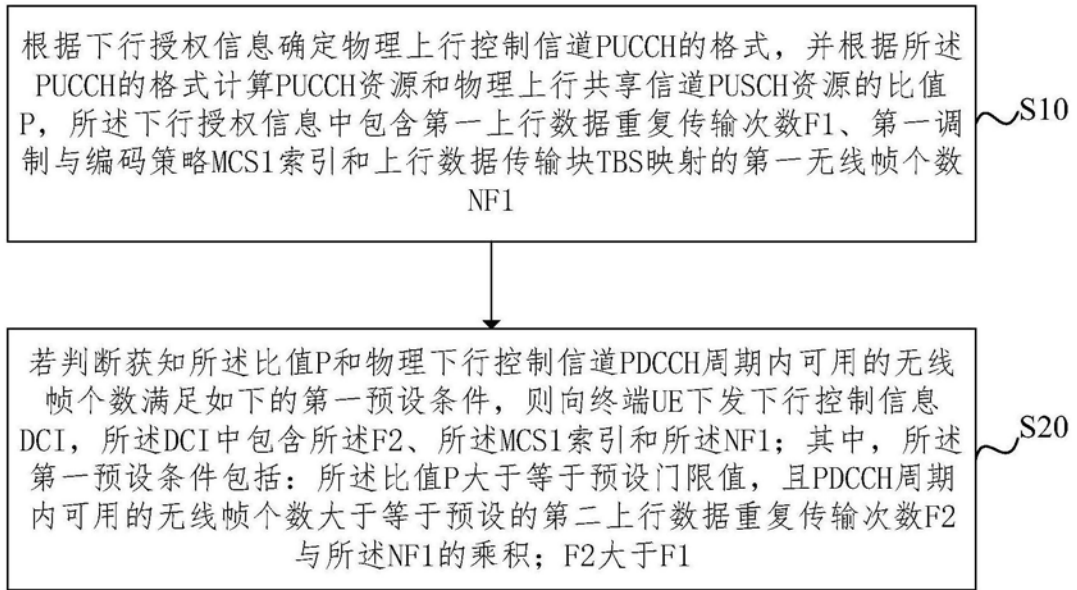 根据下行授权信息确定物理上行控制信道PUCCH的格式，并根据所述
PUCCH的格式计算PUCCH资源和物理上行共享信道PUSCH资源的比值
P，所述下行授权信息中包含第一上行数据重复传输次数F1、第一调
制与编码策略MCS1索引和上行数据传输块TBS映射的第一无线帧个数
NF1
S10
若判断获知所述比值P和物理下行控制信道PDCCH周期内可用的无线
帧个数满足如下的第一预设条件，则向终端UE下发下行控制信息
DCI，所述DCI中包含所述F2、所述MCS1索引和所述NF1；其中，所述
第一预设条件包括：所述比值P大于等于预设门限值，且PDCCH周期
内可用的无线帧个数大于等于预设的第二上行数据重复传输次数F2
与所述NF1的乘积；F2大于F1
S20